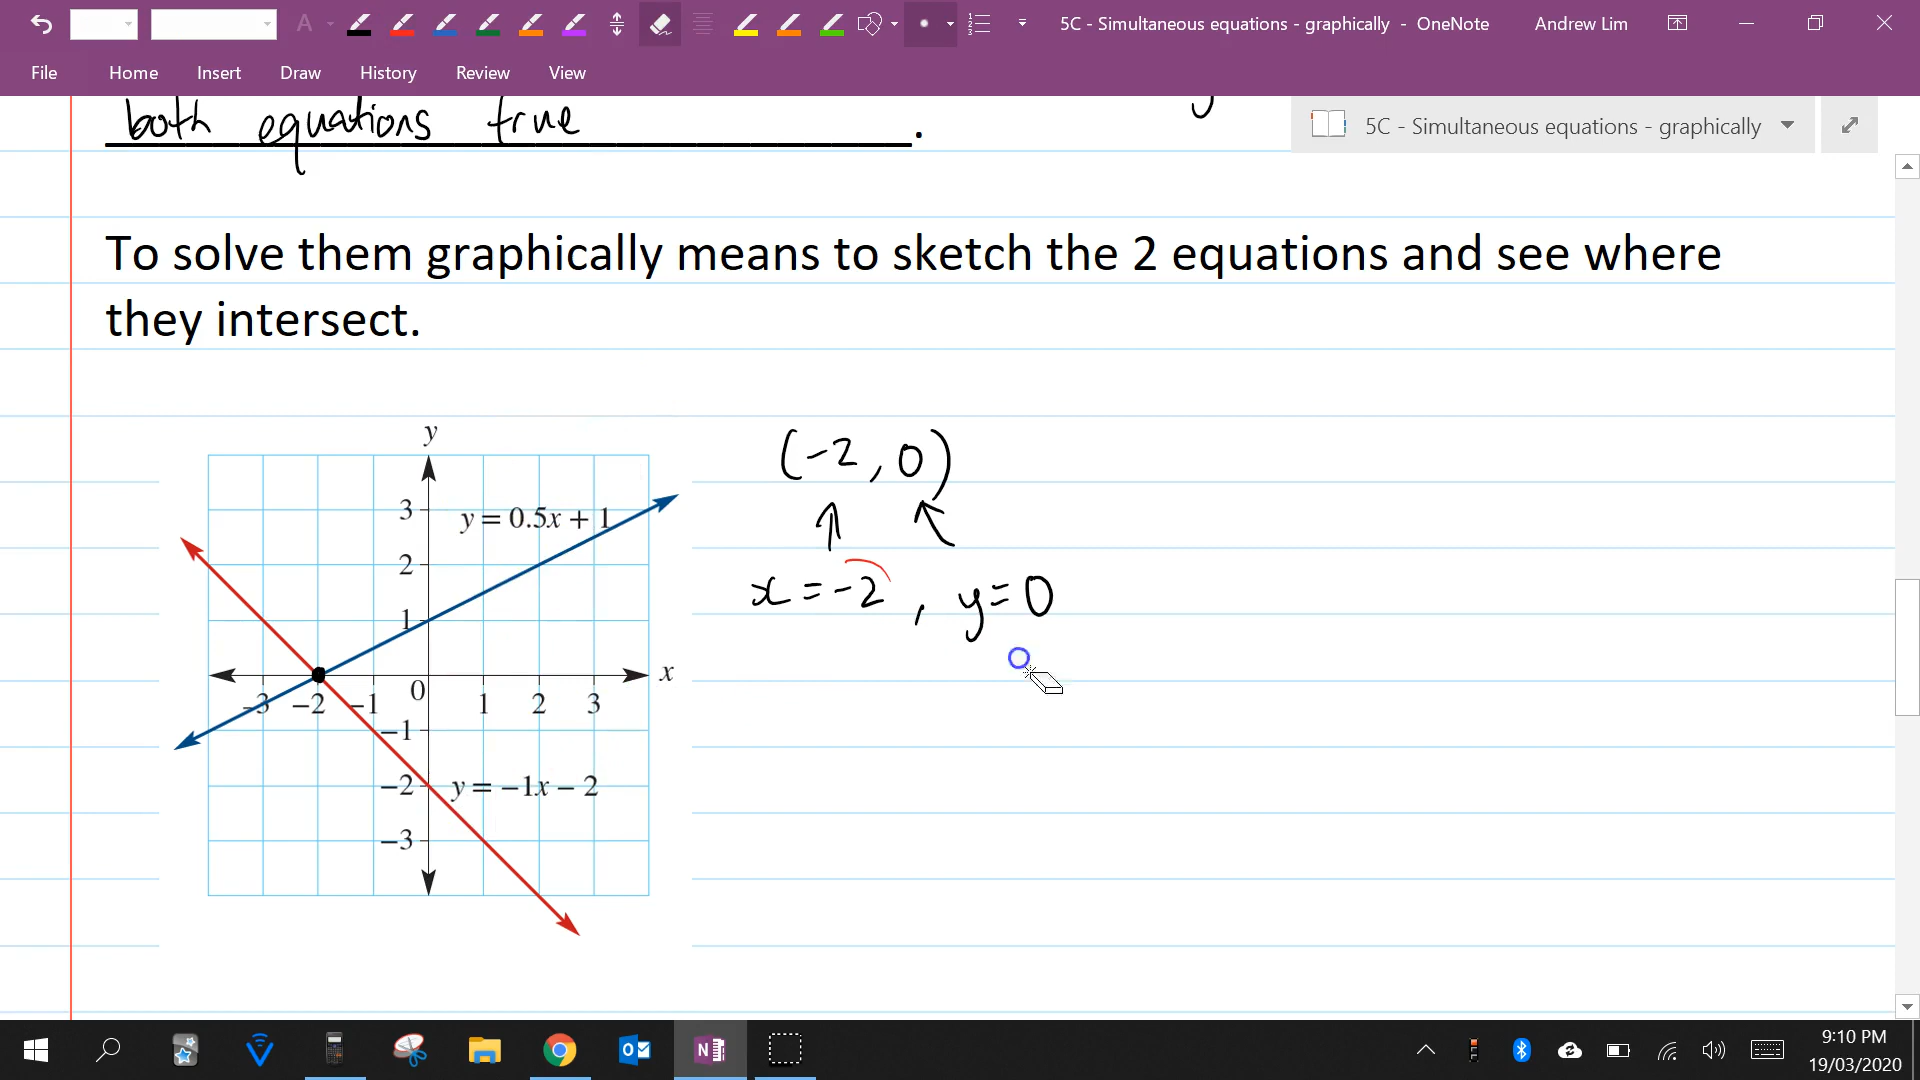 5C - Simultaneous equations - graphically - OneNote
Andrew Lim
File Home Insert Draw History Review View
both equations true .
5C - Simultaneous equations - graphically
To solve them graphically means to sketch the 2 equations and see where
they intersect.
y
(-2, 0)
3
y = 0.5x + 1
2
x = -2 , y = 0
1
x
-3 -2 -1 0 1 2 3
-1
-2
y = -1x - 2
-3
9:10 PM
19/03/2020